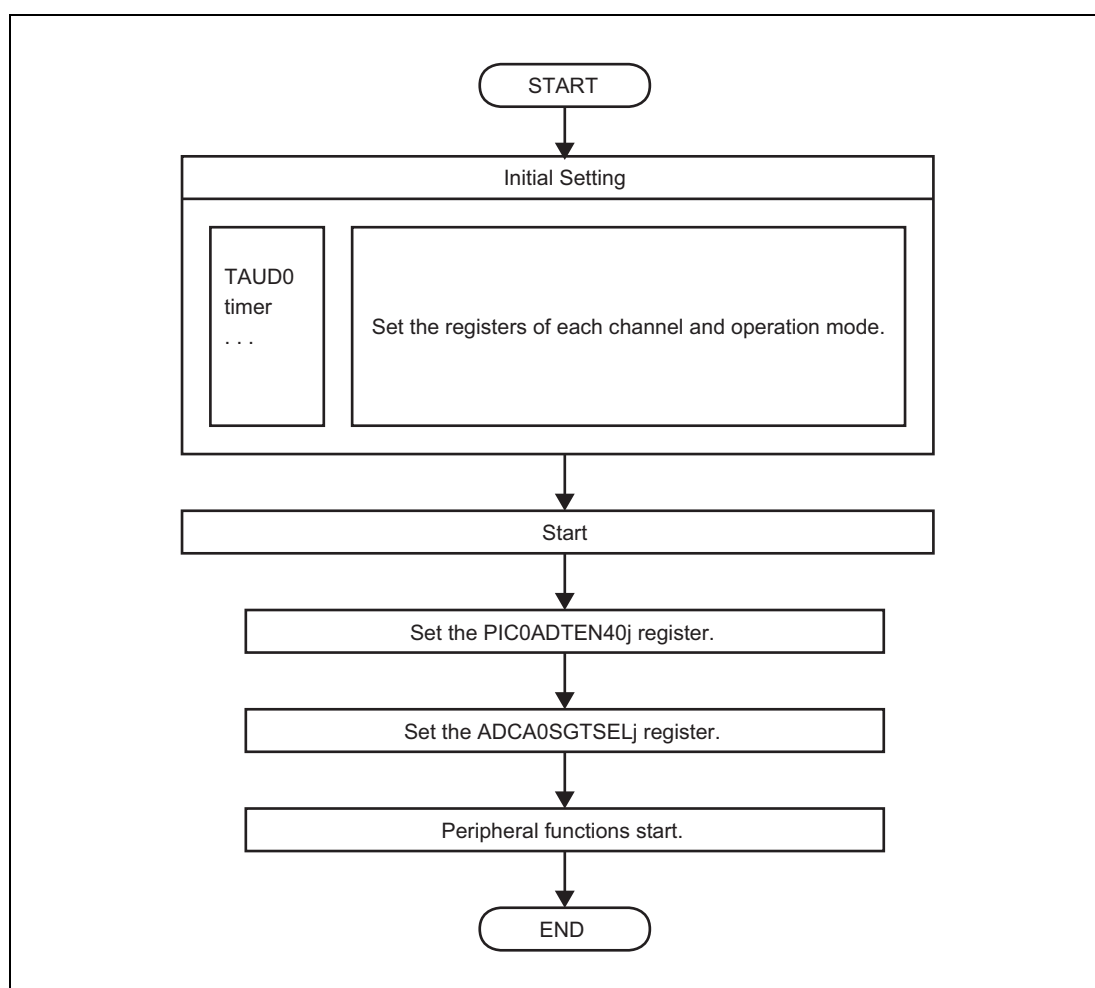 START
Initial Setting
TAUD0
timer
. . .
Set the registers of each channel and operation mode.
Start
Set the PIC0ADTEN40j register.
Set the ADCA0SGTSELj register.
Peripheral functions start.
END